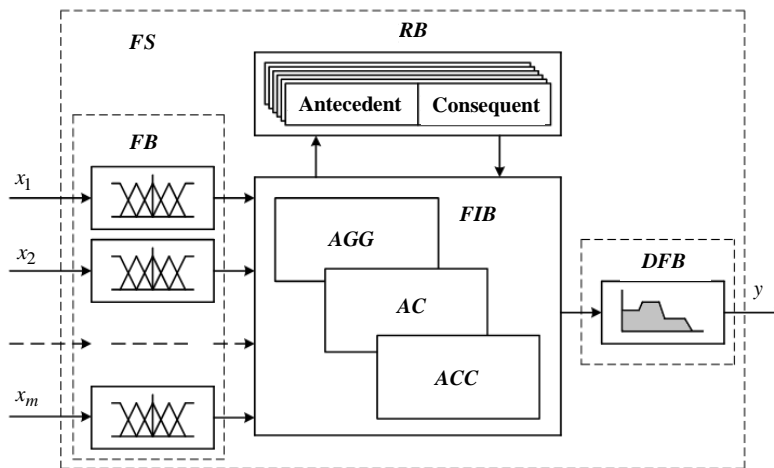 FS
RB
Antecedent
Consequent
FB
x1
x2
xm
FIB
AGG
AC
ACC
DFB
y